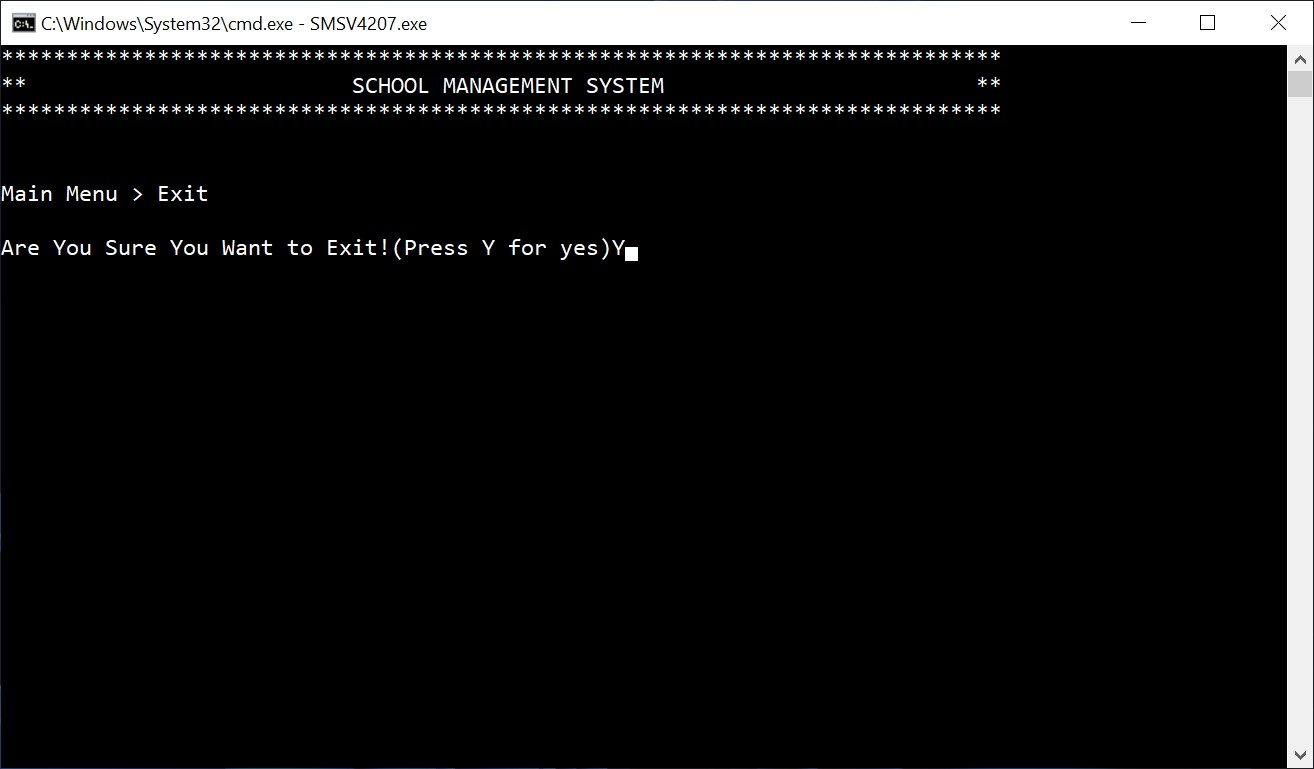 C:\Windows\System32\cmd.exe - SMSV4207.exe
*****************************************************************************
** SCHOOL MANAGEMENT SYSTEM **
*****************************************************************************
Main Menu > Exit
Are You Sure You Want to Exit!(Press Y for yes)Y